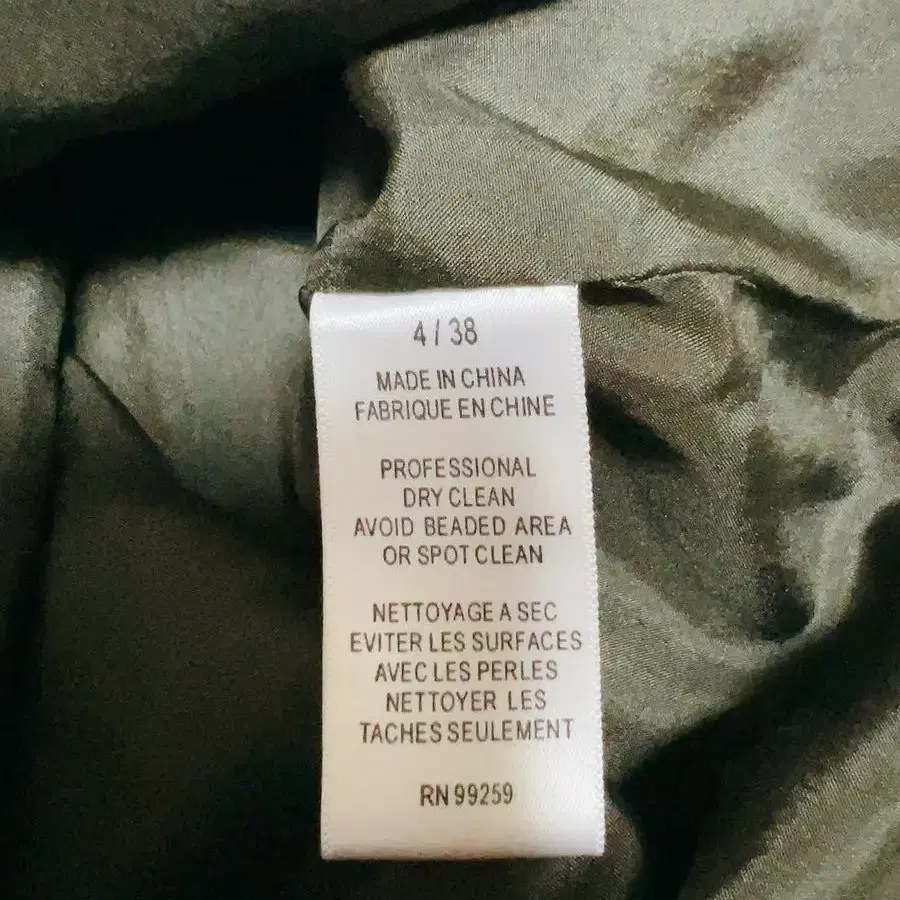 4 / 38
MADE IN CHINA
FABRIQUE EN CHINE
PROFESSIONAL
DRY CLEAN
AVOID BEADED AREA
OR SPOT CLEAN
NETTOYAGE A SEC
EVITER LES SURFACES
AVEC LES PERLES
NETTOYER LES
TACHES SEULEMENT
RN 99259